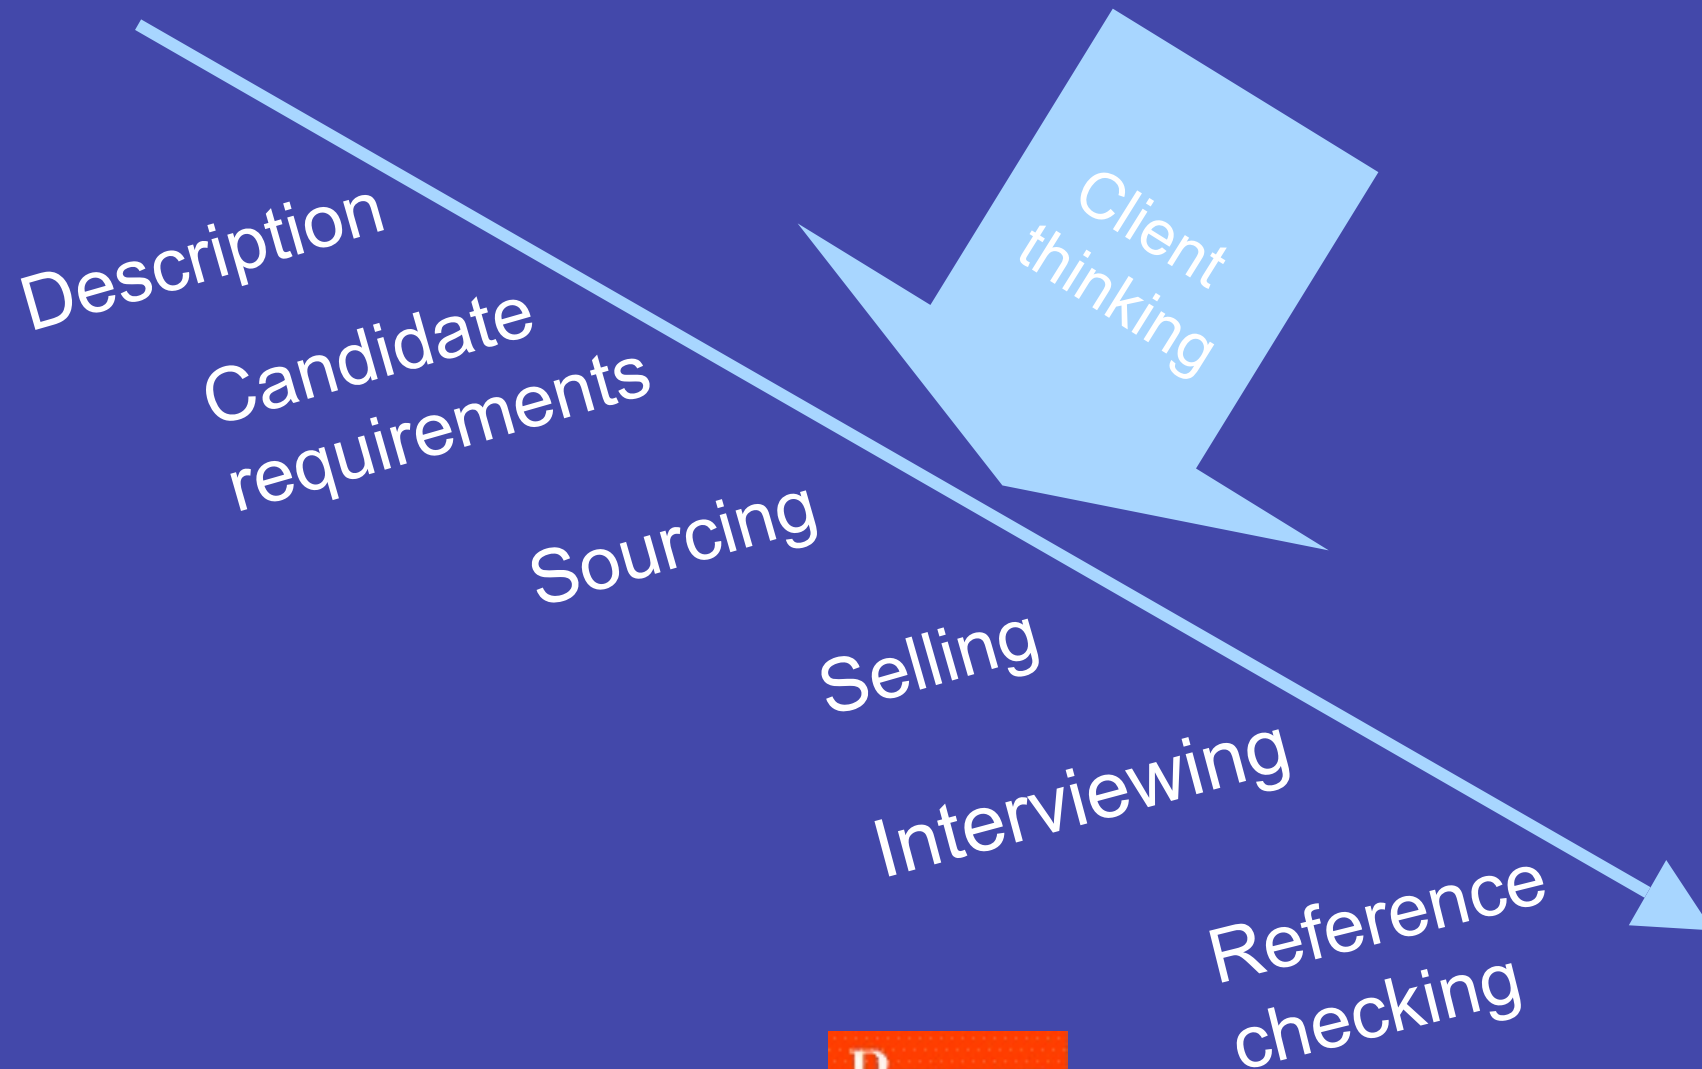 Client
thinking
Description
Candidate
requirements
Sourcing
Selling
Interviewing
Reference
checking